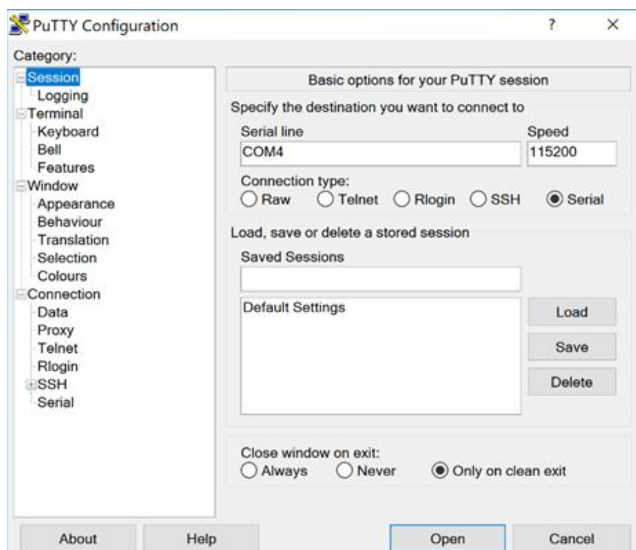 PuTTY Configuration
? ×
Category:
Session
Logging
Terminal
Keyboard
Bell
Features
Window
Appearance
Behaviour
Translation
Selection
Colours
Connection
Data
Proxy
Telnet
Rlogin
SSH
Serial
Basic options for your PuTTY session
Specify the destination you want to connect to
Serial line Speed
COM4 115200
Connection type:
Raw Telnet Rlogin SSH Serial
Load, save or delete a stored session
Saved Sessions
Default Settings
Load
Save
Delete
Close window on exit:
Always Never Only on clean exit
About Help Open Cancel